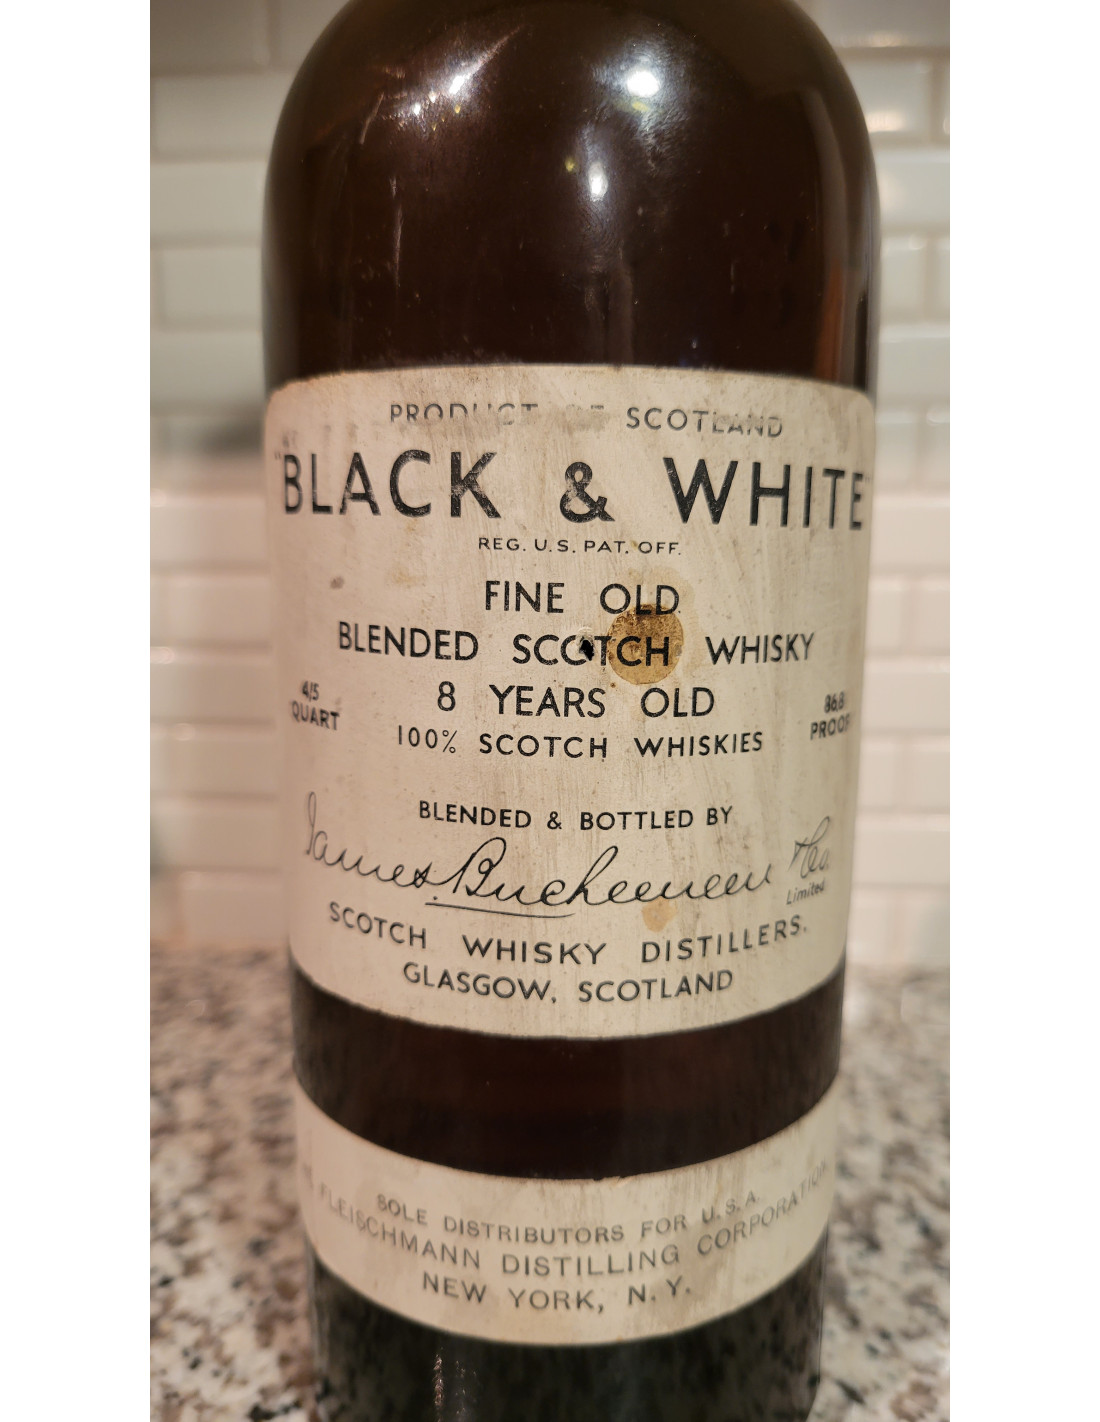 PRODUCT OF SCOTLAND
"BLACK & WHITE"
REG. U.S. PAT. OFF.
FINE OLD
BLENDED SCOTCH WHISKY
8 YEARS OLD
4/5 QUART
86.8 PROOF
100% SCOTCH WHISKIES
BLENDED & BOTTLED BY
James Buchanan & Co.
Limited
SCOTCH WHISKY DISTILLERS.
GLASGOW, SCOTLAND
SOLE DISTRIBUTORS FOR U.S.A.
FLEISCHMANN DISTILLING CORPORATION
NEW YORK, N.Y.